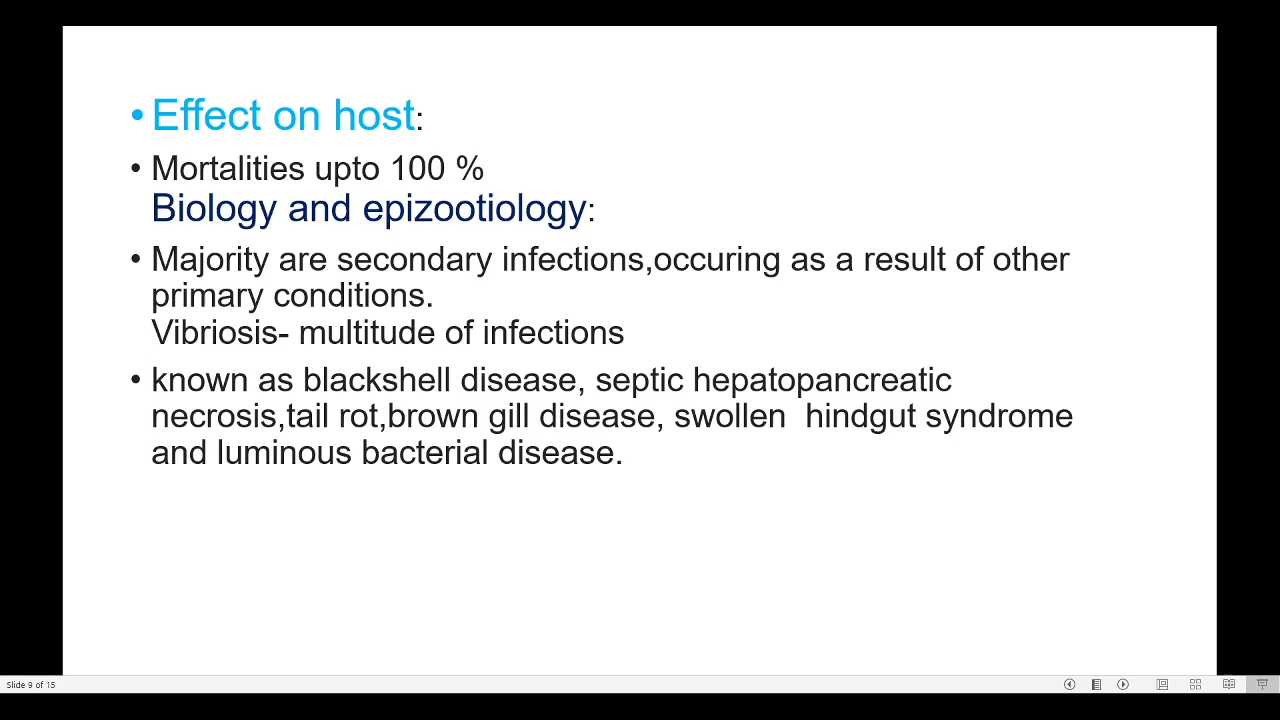 • Effect on host:
• Mortalities upto 100 %
Biology and epizootiology:
• Majority are secondary infections,occuring as a result of other
primary conditions.
Vibriosis- multitude of infections
• known as blackshell disease, septic hepatopancreatic
necrosis,tail rot,brown gill disease, swollen  hindgut syndrome
and luminous bacterial disease.
Slide 9 of 15